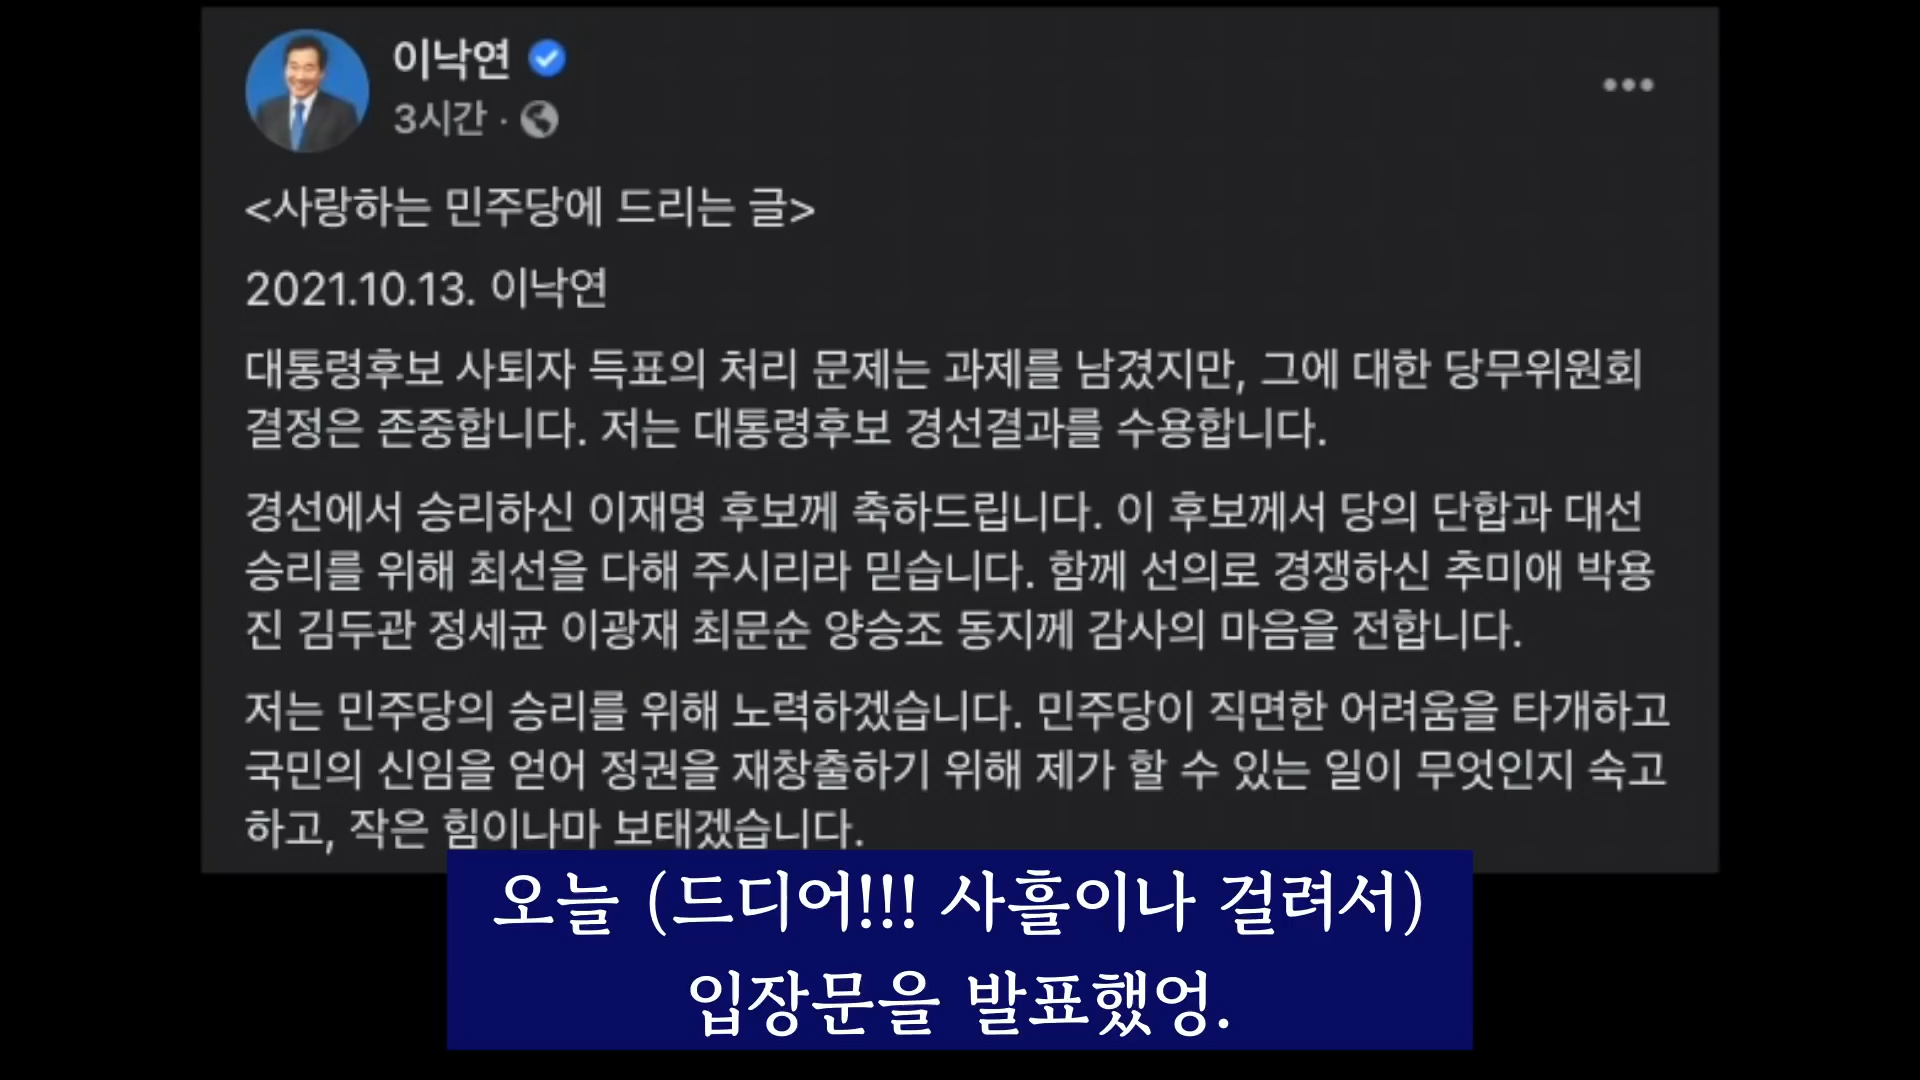 이낙연
3시간 ·
<사랑하는 민주당에 드리는 글>
2021.10.13. 이낙연
대통령후보 사퇴자 득표의 처리 문제는 과제를 남겼지만, 그에 대한 당무위원회
결정은 존중합니다. 저는 대통령후보 경선결과를 수용합니다.
경선에서 승리하신 이재명 후보께 축하드립니다. 이 후보께서 당의 단합과 대선
승리를 위해 최선을 다해 주시리라 믿습니다. 함께 선의로 경쟁하신 추미애 박용
진 김두관 정세균 이광재 최문순 양승조 동지께 감사의 마음을 전합니다.
저는 민주당의 승리를 위해 노력하겠습니다. 민주당이 직면한 어려움을 타개하고
국민의 신임을 얻어 정권을 재창출하기 위해 제가 할 수 있는 일이 무엇인지 숙고
하고, 작은 힘이나마 보태겠습니다.
오늘 (드디어!!! 사흘이나 걸려서)
입장문을 발표했엉.